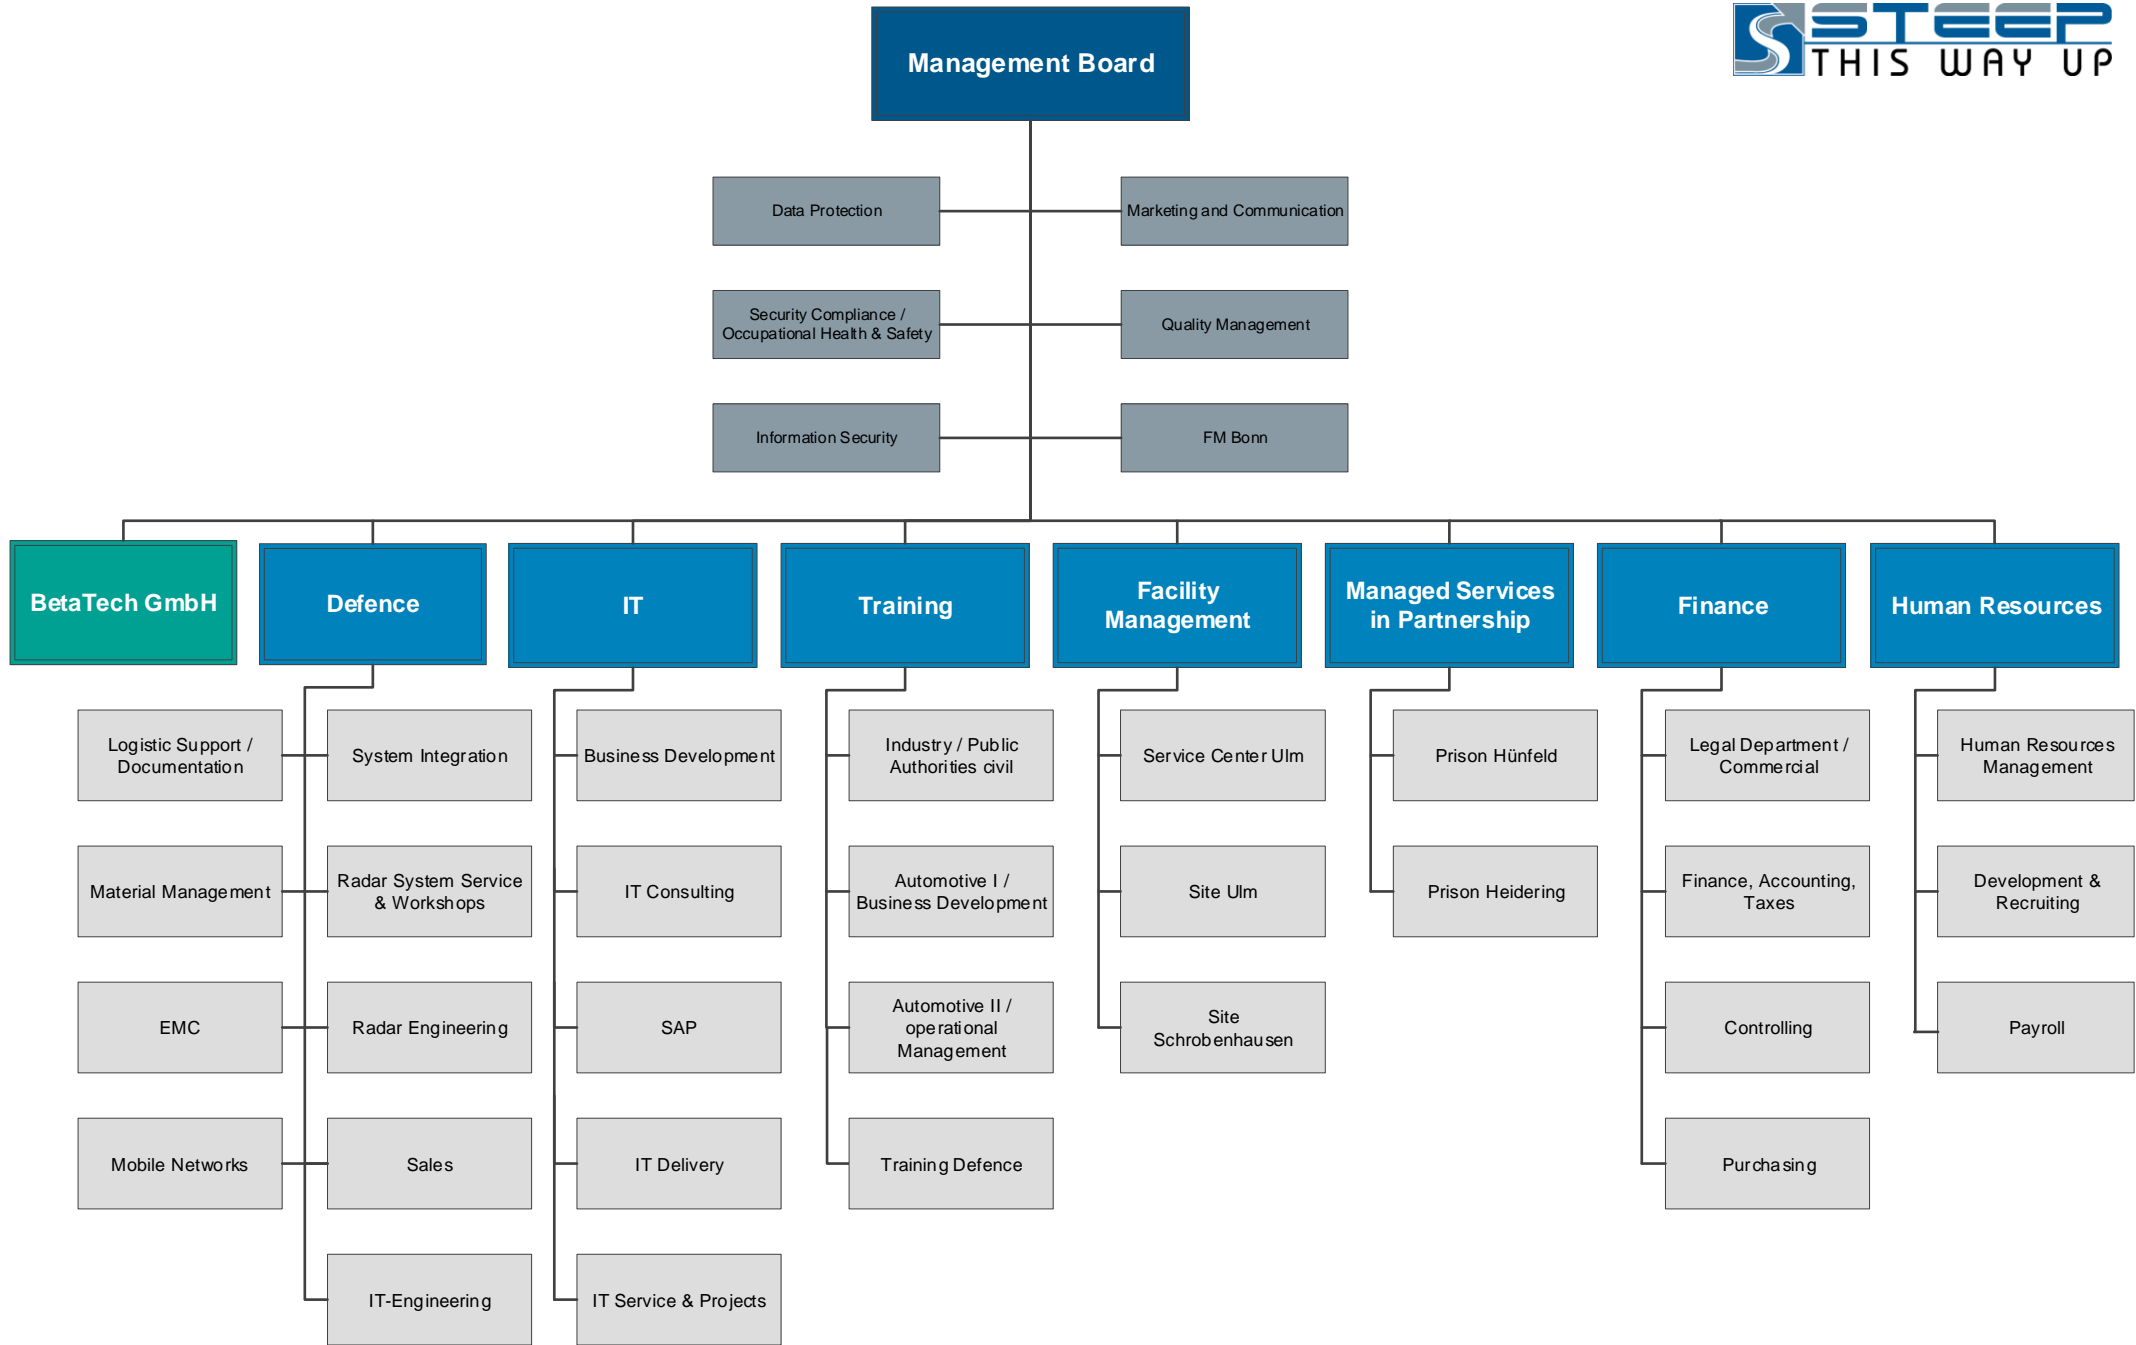 STEEP
THIS WAY UP
Management Board
Data Protection
Marketing and Communication
Security Compliance /
Occupational Health & Safety
Quality Management
Information Security
FM Bonn
BetaTech GmbH
Defence
IT
Training
Facility
Management
Managed Services
in Partnership
Finance
Human Resources
Logistic Support /
Documentation
System Integration
Business Development
Industry / Public
Authorities civil
Service Center Ulm
Prison Hünfeld
Legal Department /
Commercial
Human Resources
Management
Material Management
Radar System Service
& Workshops
IT Consulting
Automotive I /
Business Development
Site Ulm
Prison Heidering
Finance, Accounting,
Taxes
Development &
Recruiting
EMC
Radar Engineering
SAP
Automotive II /
operational
Management
Site
Schrobenhausen
Controlling
Payroll
Mobile Networks
Sales
IT Delivery
Training Defence
Purchasing
IT-Engineering
IT Service & Projects